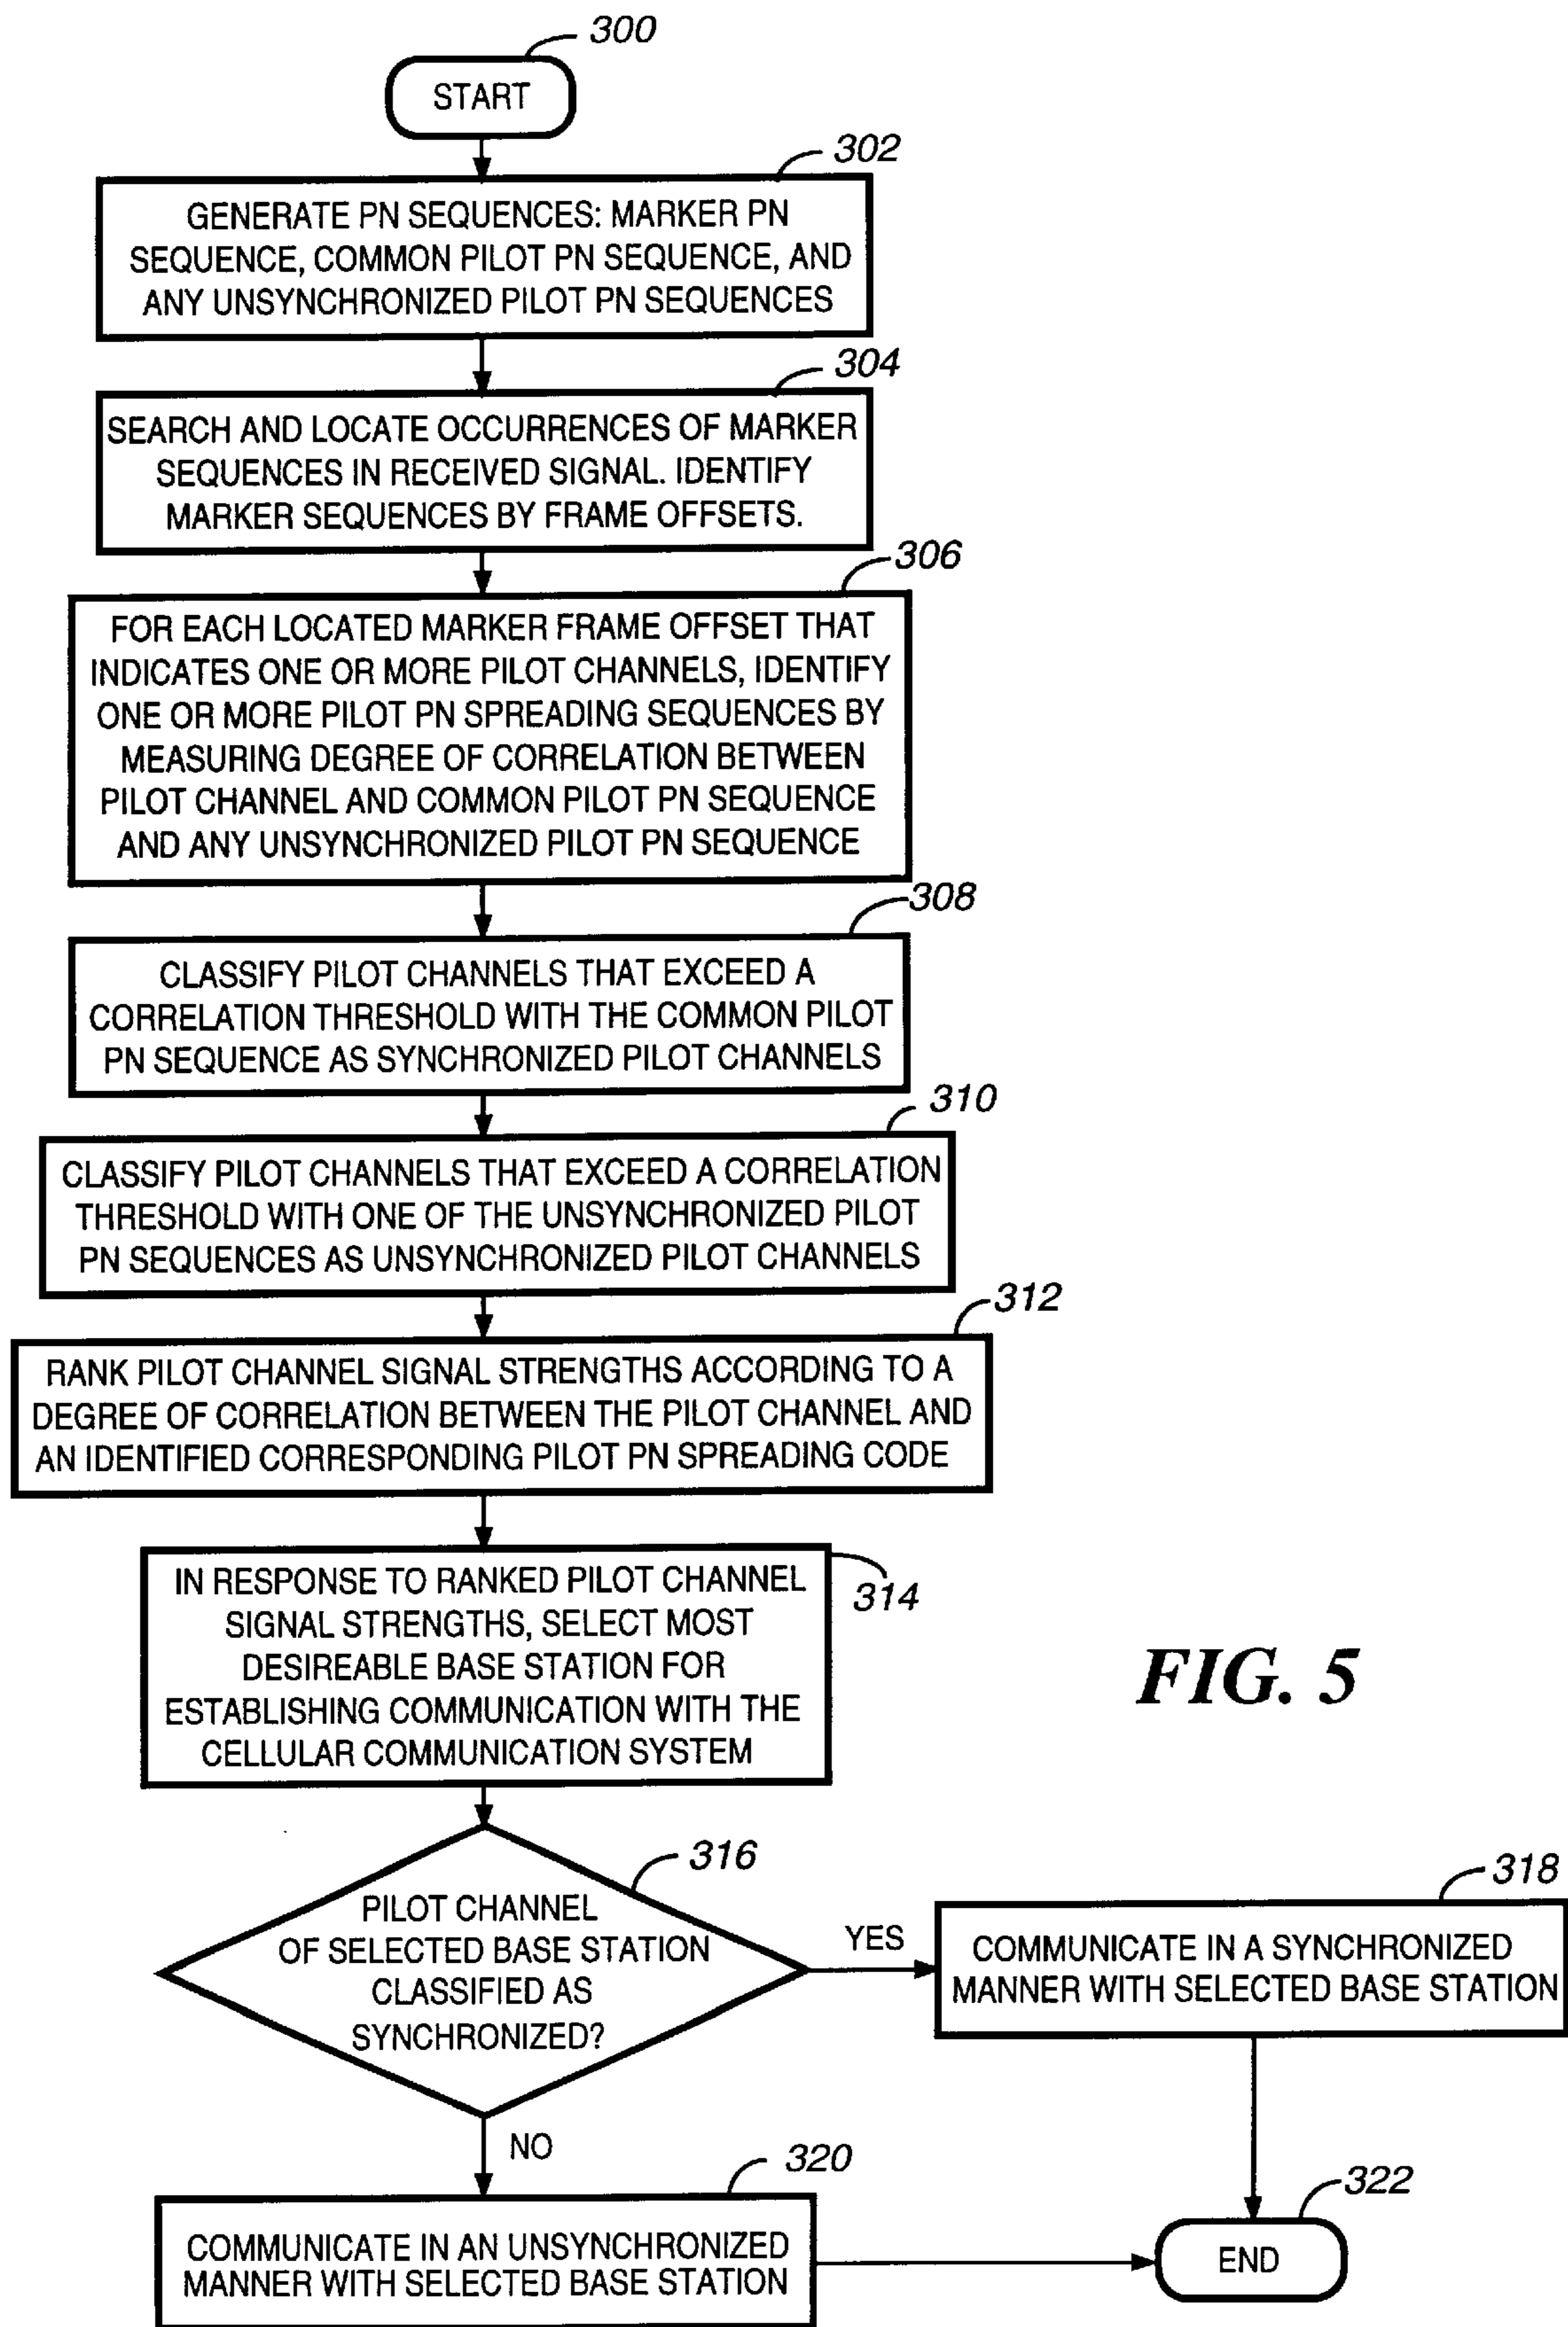 300
START
302
GENERATE PN SEQUENCES: MARKER PN
SEQUENCE, COMMON PILOT PN SEQUENCE, AND
ANY UNSYNCHRONIZED PILOT PN SEQUENCES
304
SEARCH AND LOCATE OCCURRENCES OF MARKER
SEQUENCES IN RECEIVED SIGNAL. IDENTIFY
MARKER SEQUENCES BY FRAME OFFSETS.
306
FOR EACH LOCATED MARKER FRAME OFFSET THAT
INDICATES ONE OR MORE PILOT CHANNELS, IDENTIFY
ONE OR MORE PILOT PN SPREADING SEQUENCES BY
MEASURING DEGREE OF CORRELATION BETWEEN
PILOT CHANNEL AND COMMON PILOT PN SEQUENCE
AND ANY UNSYNCHRONIZED PILOT PN SEQUENCE
308
CLASSIFY PILOT CHANNELS THAT EXCEED A
CORRELATION THRESHOLD WITH THE COMMON PILOT
PN SEQUENCE AS SYNCHRONIZED PILOT CHANNELS
310
CLASSIFY PILOT CHANNELS THAT EXCEED A CORRELATION
THRESHOLD WITH ONE OF THE UNSYNCHRONIZED PILOT
PN SEQUENCES AS UNSYNCHRONIZED PILOT CHANNELS
312
RANK PILOT CHANNEL SIGNAL STRENGTHS ACCORDING TO A
DEGREE OF CORRELATION BETWEEN THE PILOT CHANNEL AND
AN IDENTIFIED CORRESPONDING PILOT PN SPREADING CODE
314
IN RESPONSE TO RANKED PILOT CHANNEL
SIGNAL STRENGTHS, SELECT MOST
DESIREABLE BASE STATION FOR
ESTABLISHING COMMUNICATION WITH THE
CELLULAR COMMUNICATION SYSTEM
FIG. 5
316
PILOT CHANNEL
OF SELECTED BASE STATION
CLASSIFIED AS
SYNCHRONIZED?
YES
318
COMMUNICATE IN A SYNCHRONIZED
MANNER WITH SELECTED BASE STATION
NO
320
COMMUNICATE IN AN UNSYNCHRONIZED
MANNER WITH SELECTED BASE STATION
322
END